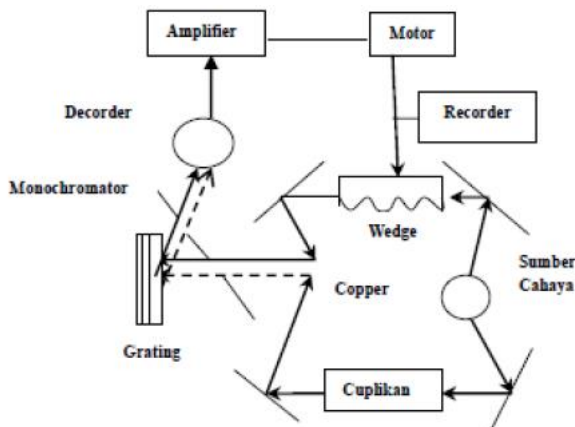 Amplifier
Motor
Decorder
Recorder
Monochromator
Wedge
Sumber
Cahaya
Copper
Grating
Cuplikan